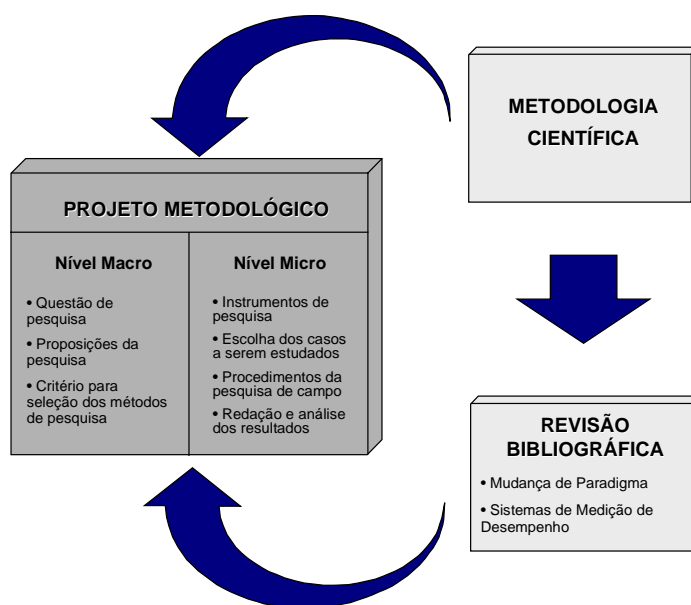 METODOLOGIA
CIENTÍFICA
PROJETO METODOLÓGICO
Nível Macro
• Questão de
pesquisa
• Proposições da
pesquisa
• Critério para
seleção dos métodos
de pesquisa
Nível Micro
• Instrumentos de
pesquisa
• Escolha dos casos
a serem estudados
• Procedimentos da
pesquisa de campo
• Redação e análise
dos resultados
REVISÃO
BIBLIOGRÁFICA
• Mudança de Paradigma
• Sistemas de Medição de
Desempenho